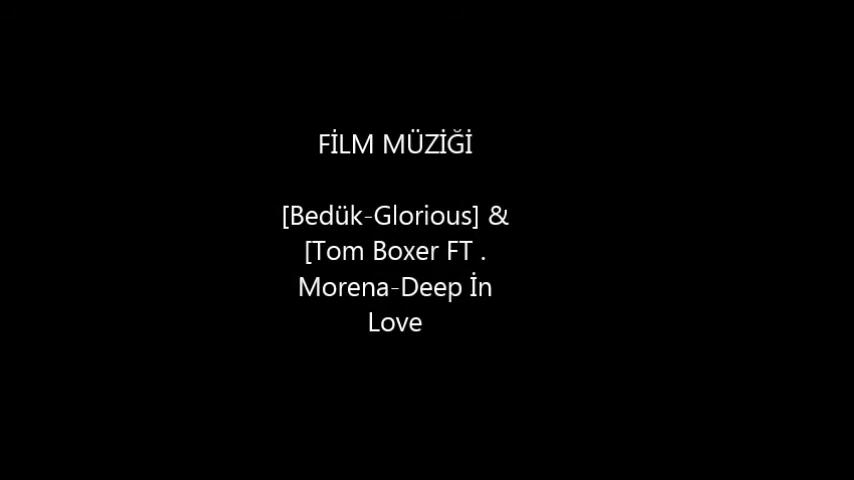 FİLM MÜZİĞİ
[Bedük-Glorious] &
[Tom Boxer FT .
Morena-Deep İn
Love